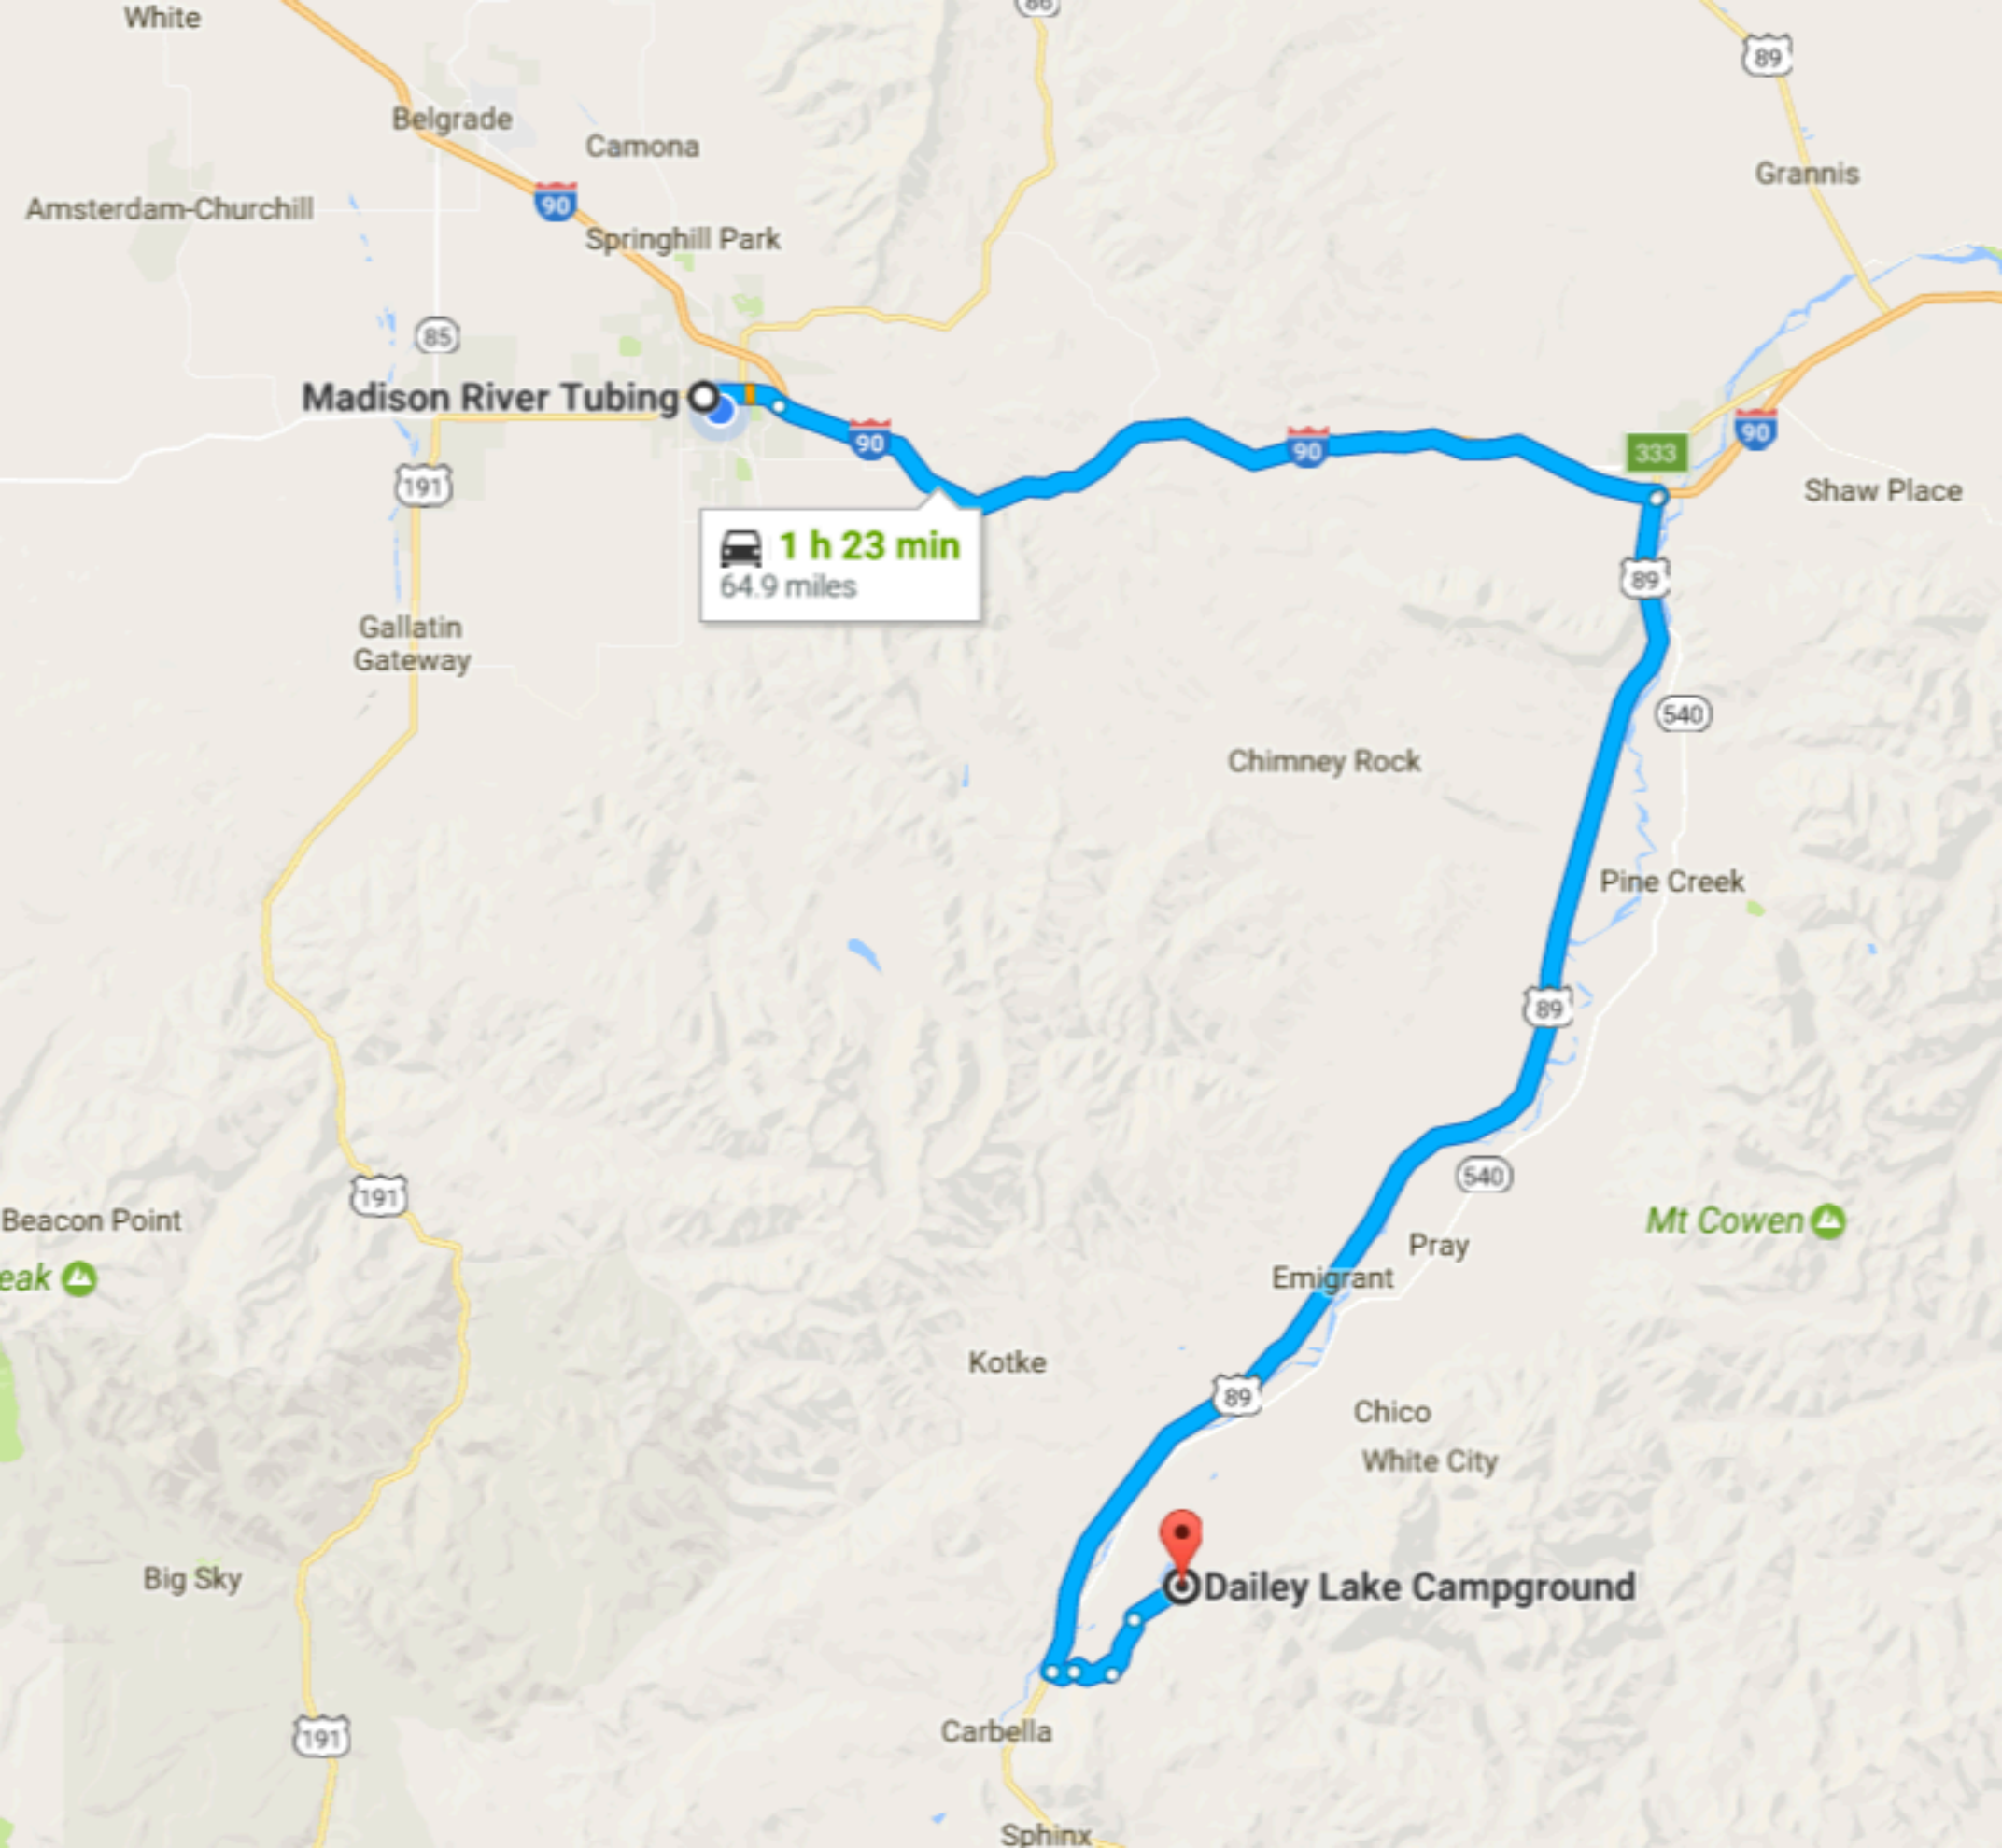 White
86
89
Belgrade
Camona
Grannis
90
Amsterdam-Churchill
Springhill Park
85
Madison River Tubing
90
90
333
90
191
Shaw Place
1 h 23 min
64.9 miles
89
Gallatin
Gateway
540
Chimney Rock
Pine Creek
89
540
191
Beacon Point
Mt Cowen
Pray
eak
Emigrant
Kotke
89
Chico
White City
Big Sky
Dailey Lake Campground
191
Carbella
Sphinx